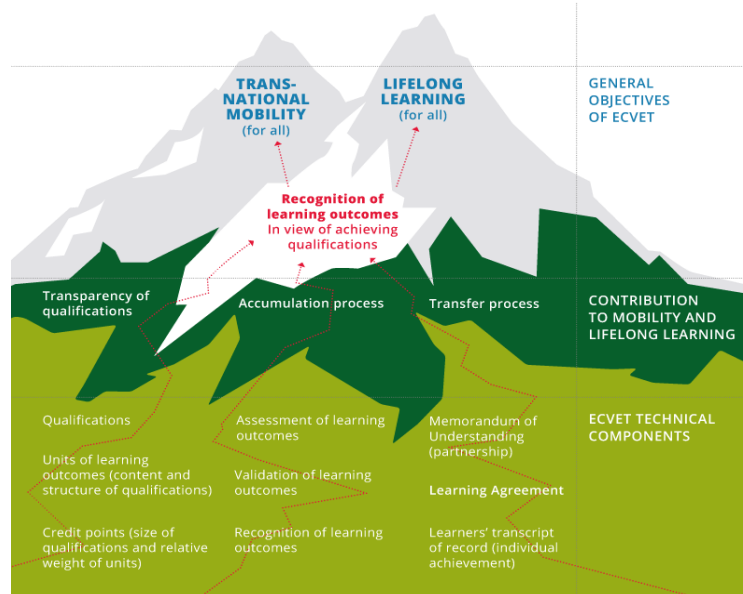 TRANS-
NATIONAL
MOBILITY
(for all)
LIFELONG
LEARNING
(for all)
GENERAL
OBJECTIVES
OF ECVET
Recognition of
learning outcomes
In view of achieving
qualifications
Transparency of
qualifications
Accumulation process
Transfer process
CONTRIBUTION
TO MOBILITY AND
LIFELONG LEARNING
Qualifications
Units of learning
outcomes (content and
structure of qualifications)
Credit points (size of
qualifications and relative
weight of units)
Assessment of learning
outcomes
Validation of learning
outcomes
Recognition of learning
outcomes
Memorandum of
Understanding
(partnership)
Learning Agreement
Learners’ transcript
of record (individual
achievement)
ECVET TECHNICAL
COMPONENTS